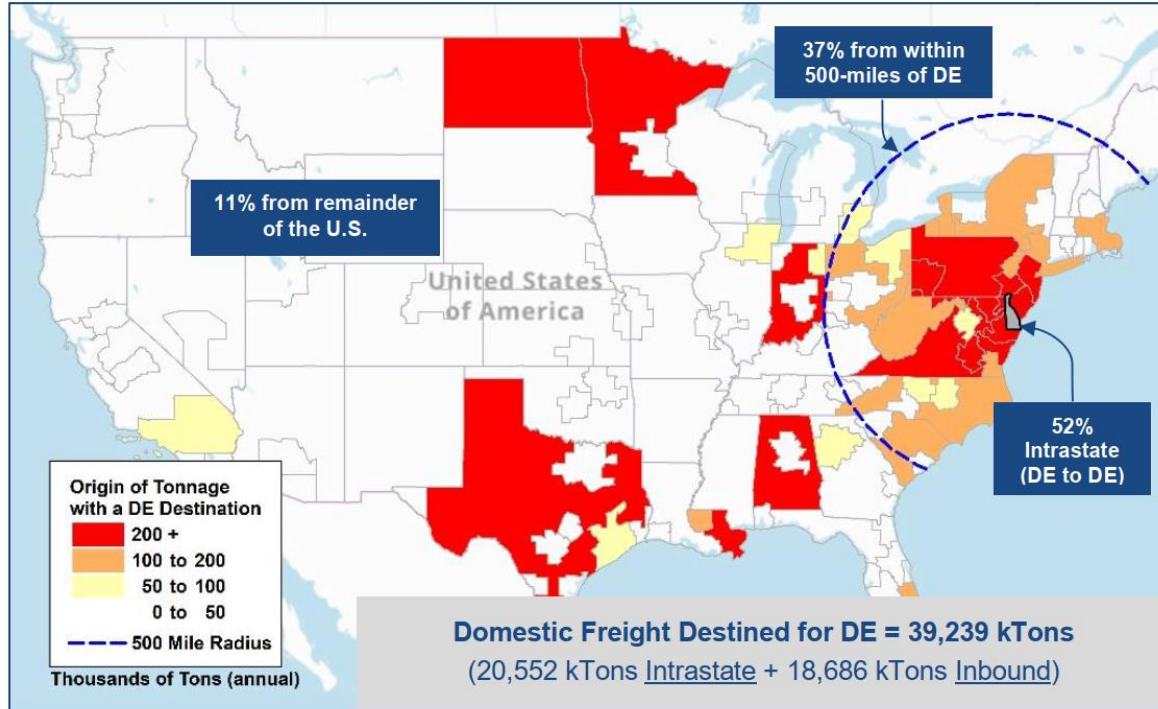 37% from within
500-miles of DE
11% from remainder
of the U.S.
United States
of America
52%
Intrastate
(DE to DE)
Origin of Tonnage
with a DE Destination
200 +
100 to 200
50 to 100
0 to 50
500 Mile Radius
Thousands of Tons (annual)
Domestic Freight Destined for DE = 39,239 kTons
(20,552 kTons Intrastate + 18,686 kTons Inbound)